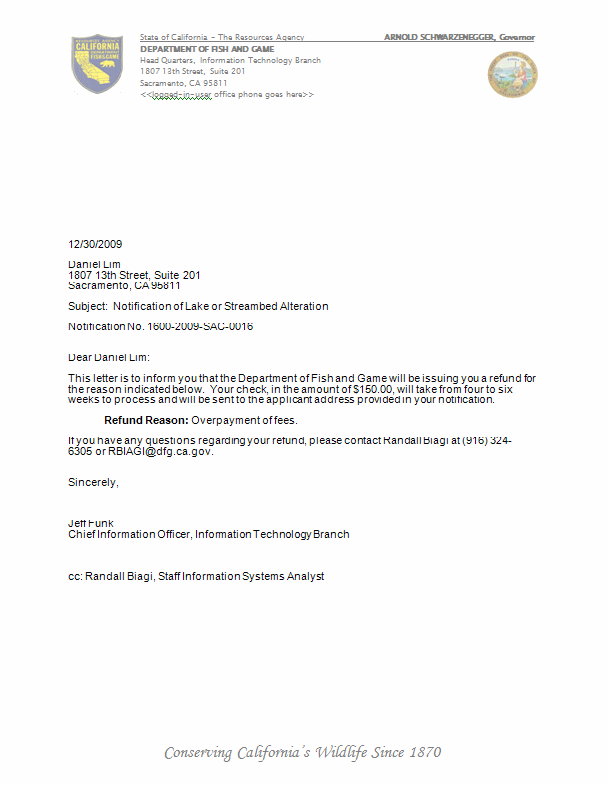 State of California - The Resources Agency ARNOLD SCHWARZENEGGER, Governor
DEPARTMENT OF FISH AND GAME
Head Quarters, Information Technology Branch
1807 13th Street, Suite 201
Sacramento, CA 95811
<<logged-in-user office phone goes here>>
CALIFORNIA
FISH & GAME
12/30/2009
Daniel Lim
1807 13th Street, Suite 201
Sacramento, CA 95811
Subject: Notification of Lake or Streambed Alteration
Notification No. 1600-2009-SAC-0016
Dear Daniel Lim:
This letter is to inform you that the Department of Fish and Game will be issuing you a refund for
the reason indicated below. Your check, in the amount of $150.00, will take from four to six
weeks to process and will be sent to the applicant address provided in your notification.
Refund Reason: Overpayment of fees.
If you have any questions regarding your refund, please contact Randall Biagi at (916) 324-
6305 or RBIAGI@dfg.ca.gov.
Sincerely,
Jeff Funk
Chief Information Officer, Information Technology Branch
cc: Randall Biagi, Staff Information Systems Analyst
Conserving California's Wildlife Since 1870